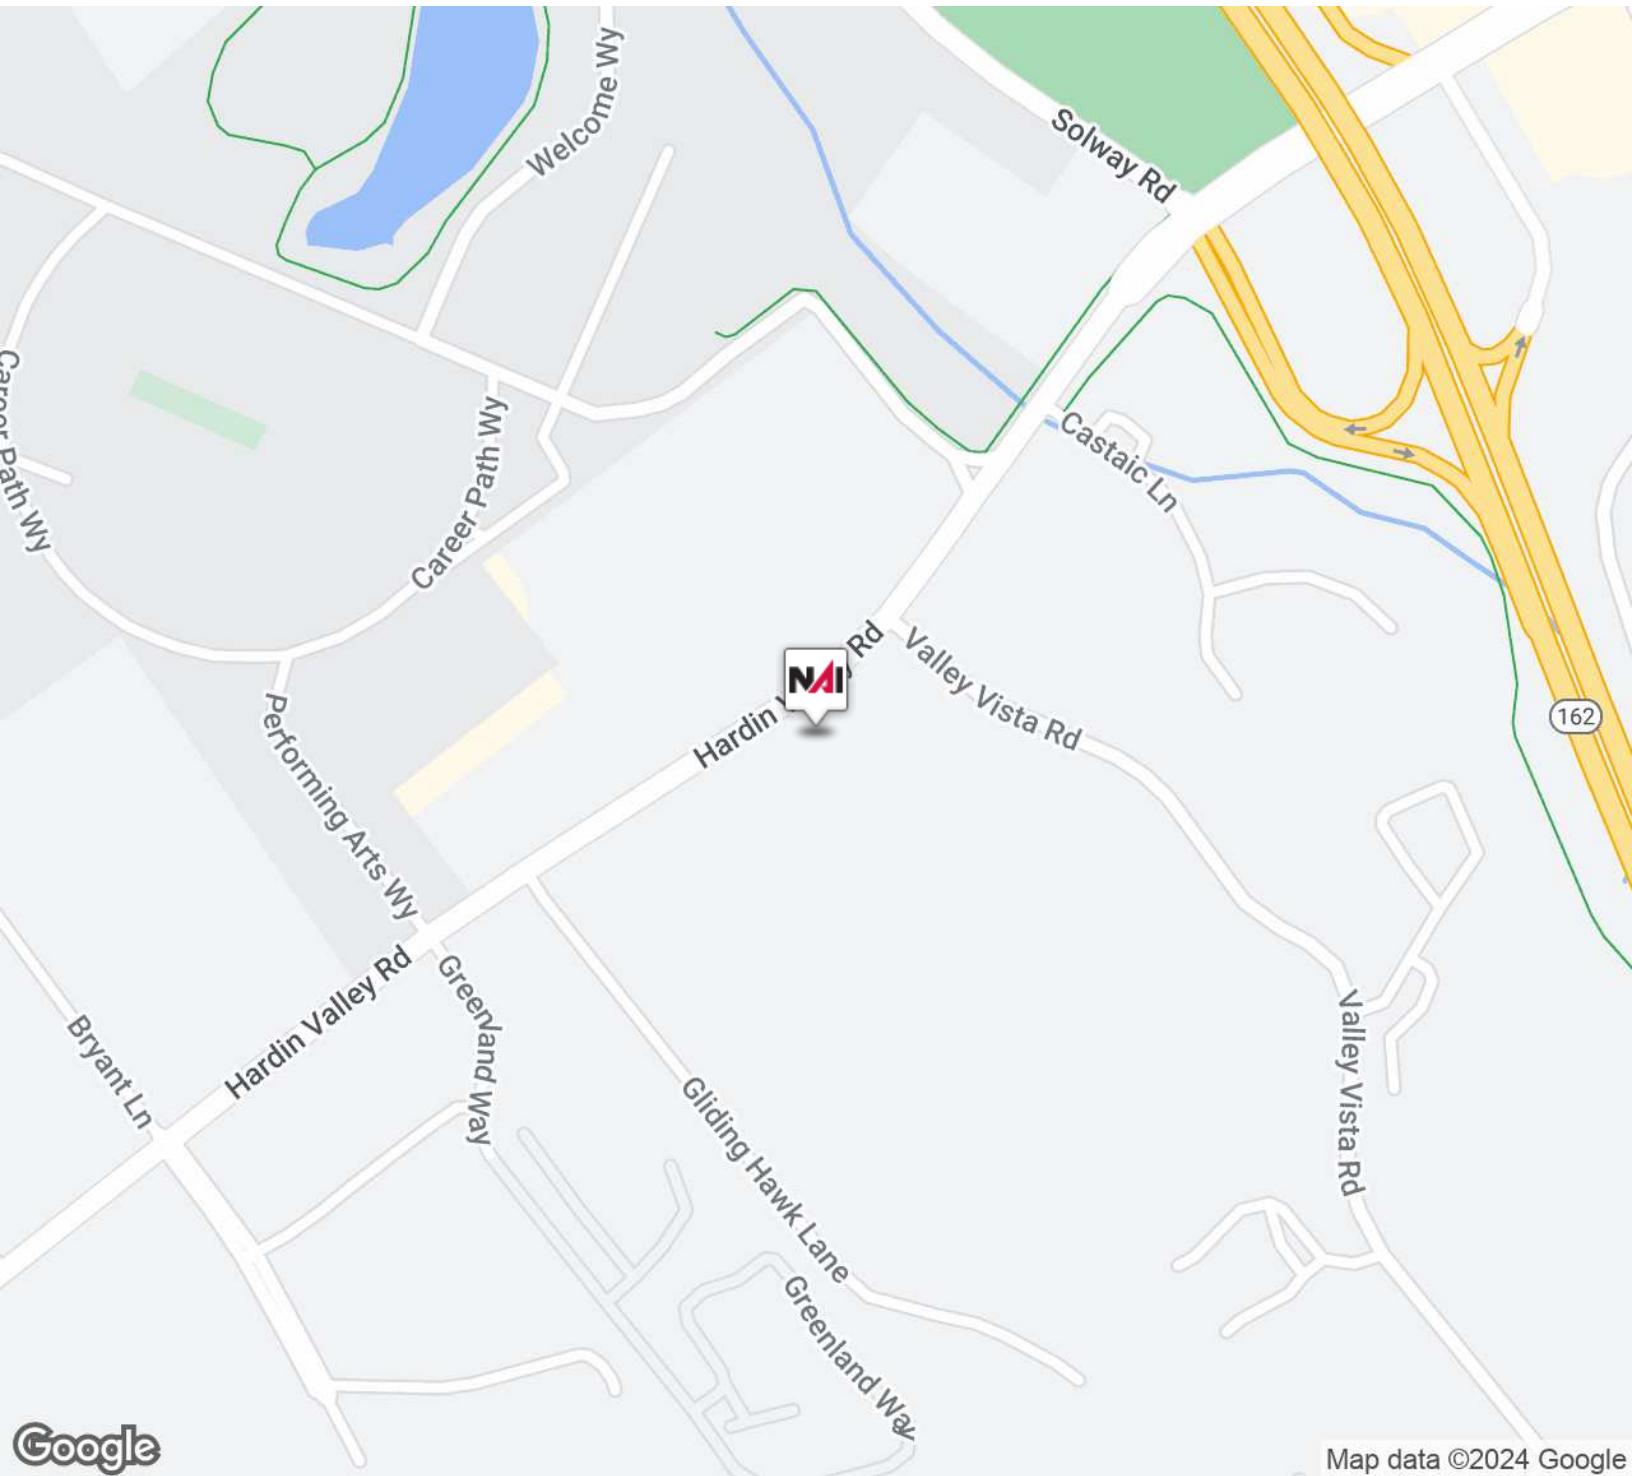 Welcome Wy
Solway Rd
Career Path Wy
Career Path Wy
Castaic Ln
Hardin Valley Rd
NAI
Valley Vista Rd
162
Performing Arts Wy
Hardin Valley Rd
Greenland Way
Bryant Ln
Gliding Hawk Lane
Valley Vista Rd
Greenland Way
Google
Map data ©2024 Google